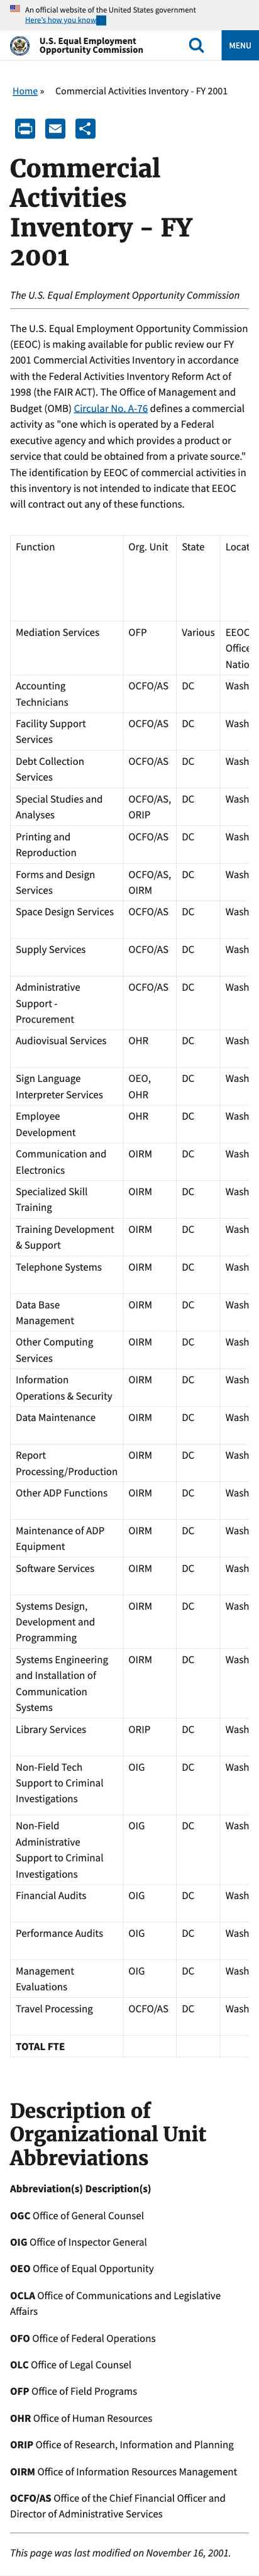 An official website of the United States government
Here's how you know
U.S. Equal Employment
Opportunity Commission
MENU
Home » Commercial Activities Inventory - FY 2001
Commercial
Activities
Inventory - FY
2001
The U.S. Equal Employment Opportunity Commission
The U.S. Equal Employment Opportunity Commission
(EEOC) is making available for public review our FY
2001 Commercial Activities Inventory in accordance
with the Federal Activities Inventory Reform Act of
1998 (the FAIR ACT). The Office of Management and
Budget (OMB) Circular No. A-76 defines a commercial
activity as "one which is operated by a Federal
executive agency and which provides a product or
service that could be obtained from a private source."
The identification by EEOC of commercial activities in
this inventory is not intended to indicate that EEOC
will contract out any of these functions.
Function Org. Unit State Locat
Mediation Services OFP Various EEOC
Office
Natio
Accounting OCFO/AS DC Wash
Technicians
Facility Support OCFO/AS DC Wash
Services
Debt Collection OCFO/AS DC Wash
Services
Special Studies and OCFO/AS, DC Wash
Analyses ORIP
Printing and OCFO/AS DC Wash
Reproduction
Forms and Design OCFO/AS, DC Wash
Services OIRM
Space Design Services OCFO/AS DC Wash
Supply Services OCFO/AS DC Wash
Administrative OCFO/AS DC Wash
Support -
Procurement
Audiovisual Services OHR DC Wash
Sign Language OEO, DC Wash
Interpreter Services OHR
Employee OHR DC Wash
Development
Communication and OIRM DC Wash
Electronics
Specialized Skill OIRM DC Wash
Training
Training Development OIRM DC Wash
& Support
Telephone Systems OIRM DC Wash
Data Base OIRM DC Wash
Management
Other Computing OIRM DC Wash
Services
Information OIRM DC Wash
Operations & Security
Data Maintenance OIRM DC Wash
Report OIRM DC Wash
Processing/Production
Other ADP Functions OIRM DC Wash
Maintenance of ADP OIRM DC Wash
Equipment
Software Services OIRM DC Wash
Systems Design, OIRM DC Wash
Development and
Programming
Systems Engineering OIRM DC Wash
and Installation of
Communication
Systems
Library Services ORIP DC Wash
Non-Field Tech OIG DC Wash
Support to Criminal
Investigations
Non-Field OIG DC Wash
Administrative
Support to Criminal
Investigations
Financial Audits OIG DC Wash
Performance Audits OIG DC Wash
Management OIG DC Wash
Evaluations
Travel Processing OCFO/AS DC Wash
TOTAL FTE
Description of
Organizational Unit
Abbreviations
Abbreviation(s) Description(s)
OGC Office of General Counsel
OIG Office of Inspector General
OEO Office of Equal Opportunity
OCLA Office of Communications and Legislative
Affairs
OFO Office of Federal Operations
OLC Office of Legal Counsel
OFP Office of Field Programs
OHR Office of Human Resources
ORIP Office of Research, Information and Planning
OIRM Office of Information Resources Management
OCFO/AS Office of the Chief Financial Officer and
Director of Administrative Services
This page was last modified on November 16, 2001.